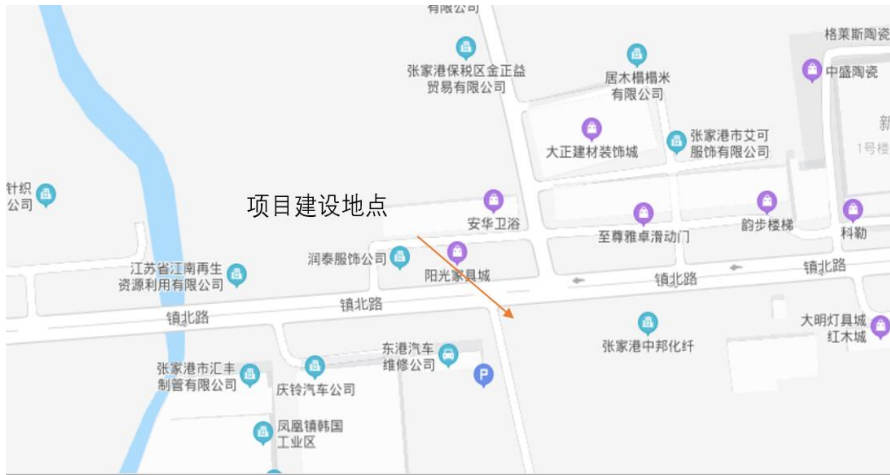 有限公司
格莱斯陶瓷
中盛陶瓷
张家港保税区金正益
贸易有限公司
居木榻榻米
有限公司
新
1号楼
大正建材装饰城
张家港市艾可
服饰有限公司
针织
公司
项目建设地点
安华卫浴
至尊雅卓滑动门
韵步楼梯
科勒
润泰服饰公司
阳光家具城
江苏省江南再生
资源利用有限公司
镇北路
镇北路
镇北路
镇北路
张家港中邦化纤
大明灯具城
红木城
东港汽车
维修公司
P
张家港市汇丰
制管有限公司
庆铃汽车公司
凤凰镇韩国
工业区